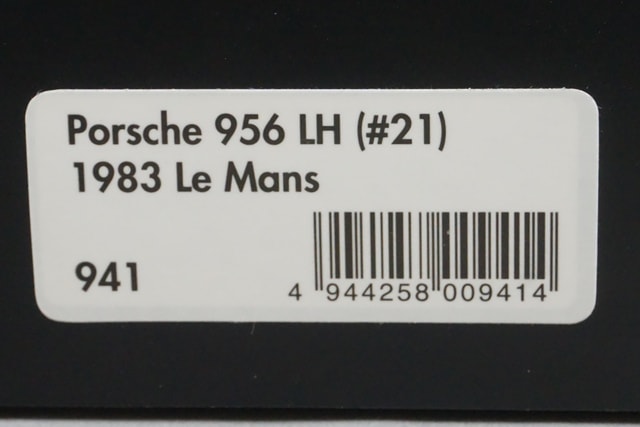 Porsche 956 LH (#21)
1983 Le Mans
941
4 944258 009414